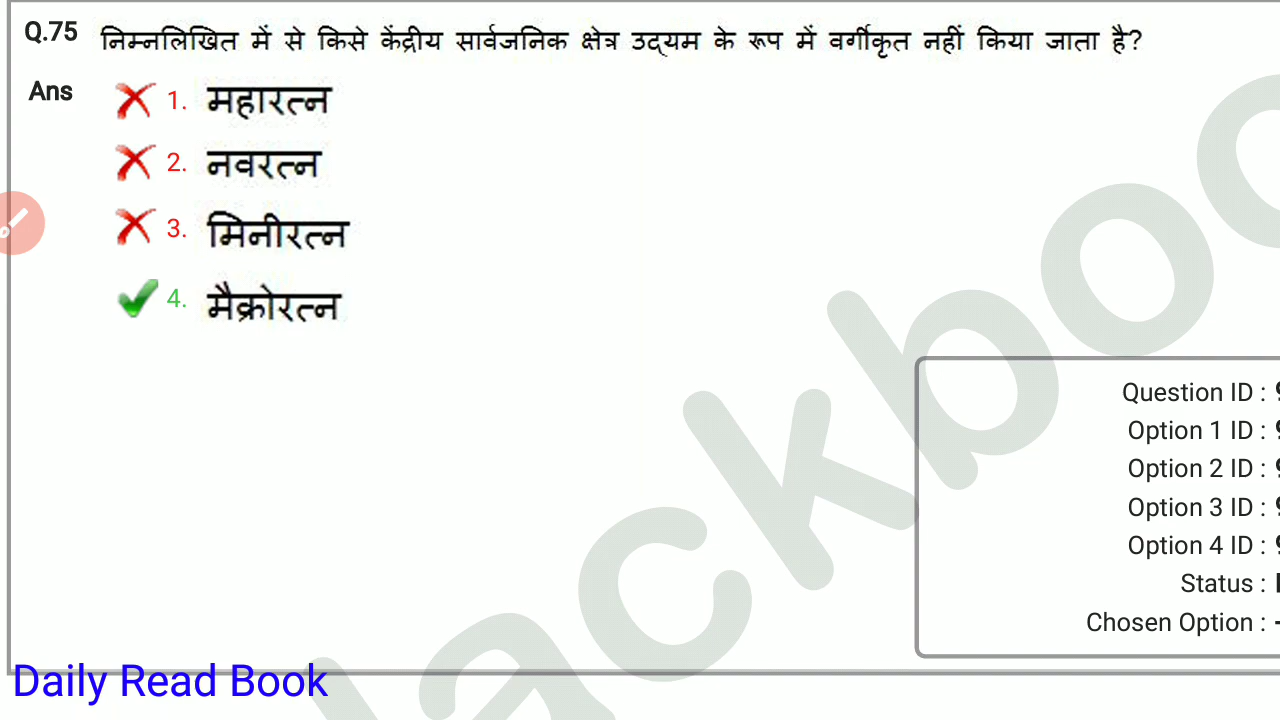 Q.75 निम्नलिखित में से किसे केंद्रीय सार्वजनिक क्षेत्र उद्यम के रूप में वर्गीकृत नहीं किया जाता है?
Ans 1. महारत्न
2. नवरत्न
3. मिनीरत्न
4. मैक्रोरत्न
Question ID :
Option 1 ID :
Option 2 ID :
Option 3 ID :
Option 4 ID :
Status :
Chosen Option :
Daily Read Book